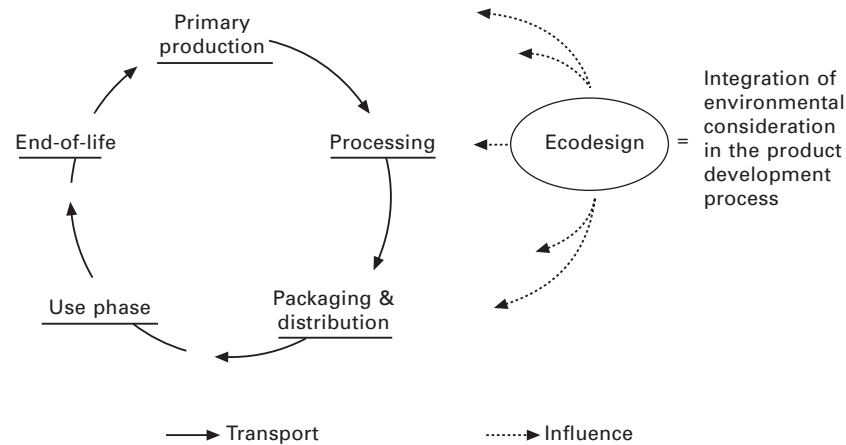 Primary
production
Processing
Packaging &
distribution
Use phase
End-of-life
Ecodesign
=
Integration of
environmental
consideration
in the product
development
process
Transport
Influence